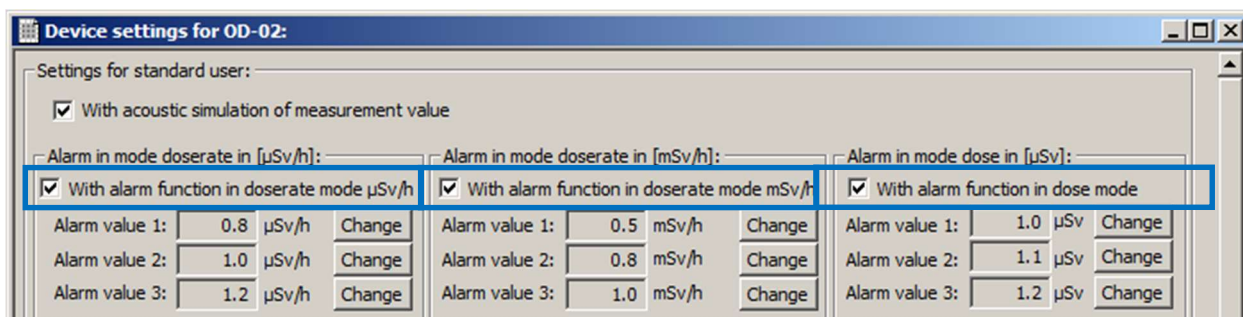 Device settings for OD-02:
Settings for standard user:
With acoustic simulation of measurement value
Alarm in mode doserate in [µSv/h]: Alarm in mode doserate in [mSv/h]: Alarm in mode dose in [µSv]:
With alarm function in doserate mode µSv/h With alarm function in doserate mode mSv/h With alarm function in dose mode
Alarm value 1: 0.8 µSv/h Change Alarm value 1: 0.5 mSv/h Change Alarm value 1: 1.0 µSv Change
Alarm value 2: 1.0 µSv/h Change Alarm value 2: 0.8 mSv/h Change Alarm value 2: 1.1 µSv Change
Alarm value 3: 1.2 µSv/h Change Alarm value 3: 1.0 mSv/h Change Alarm value 3: 1.2 µSv Change